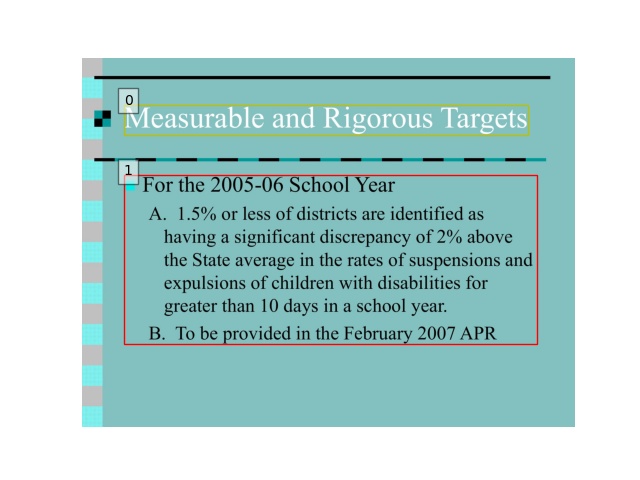 0
Measurable and Rigorous Targets
1
For the 2005-06 School Year
A. 1.5% or less of districts are identified as
having a significant discrepancy of 2% above
the State average in the rates of suspensions and
expulsions of children with disabilities for
greater than 10 days in a school year.
B. To be provided in the February 2007 APR